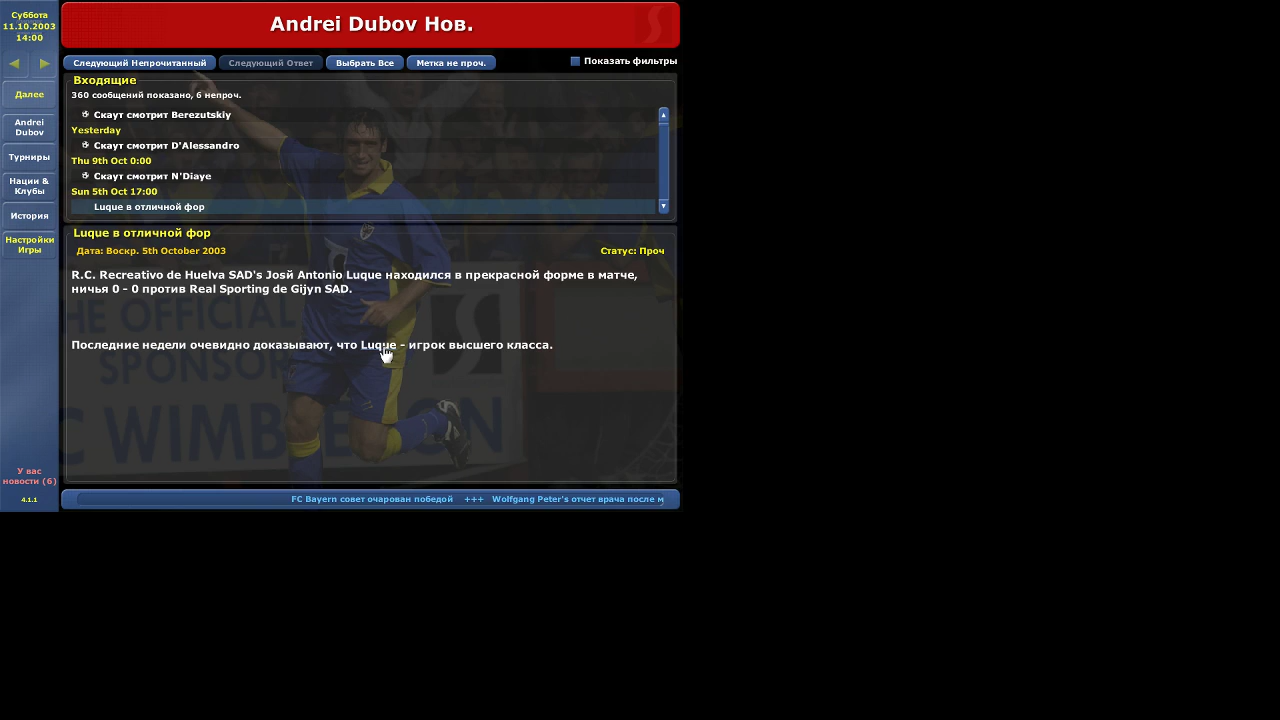 Суббота
11.10.2003
14:00
Далее
Andrei
Dubov
Турниры
Нации &
Клубы
История
Настройки
Игры
У вас
новости (6)
4.1.1
Andrei Dubov Нов.
Следующий Непрочитанный
Следующий Ответ
Выбрать Все
Метка не проч.
Показать фильтры
Входящие
360 сообщений показано, 6 непроч.
Скаут смотрит Berezutskiy
Yesterday
Скаут смотрит D'Alessandro
Thu 9th Oct 0:00
Скаут смотрит N'Diaye
Sun 5th Oct 17:00
Luque в отличной фор
Luque в отличной фор
Дата: Воскр. 5th October 2003
Статус: Проч
R.C. Recreativo de Huelva SAD's Josй Antonio Luque находился в прекрасной форме в матче,
ничья 0 - 0 против Real Sporting de Gijуn SAD.
Последние недели очевидно доказывают, что Luque - игрок высшего класса.
HE OFFICIAL
SPONSOR
C WIMB
ON
FC Bayern совет очарован победой +++ Wolfgang Peter's отчет врача после м